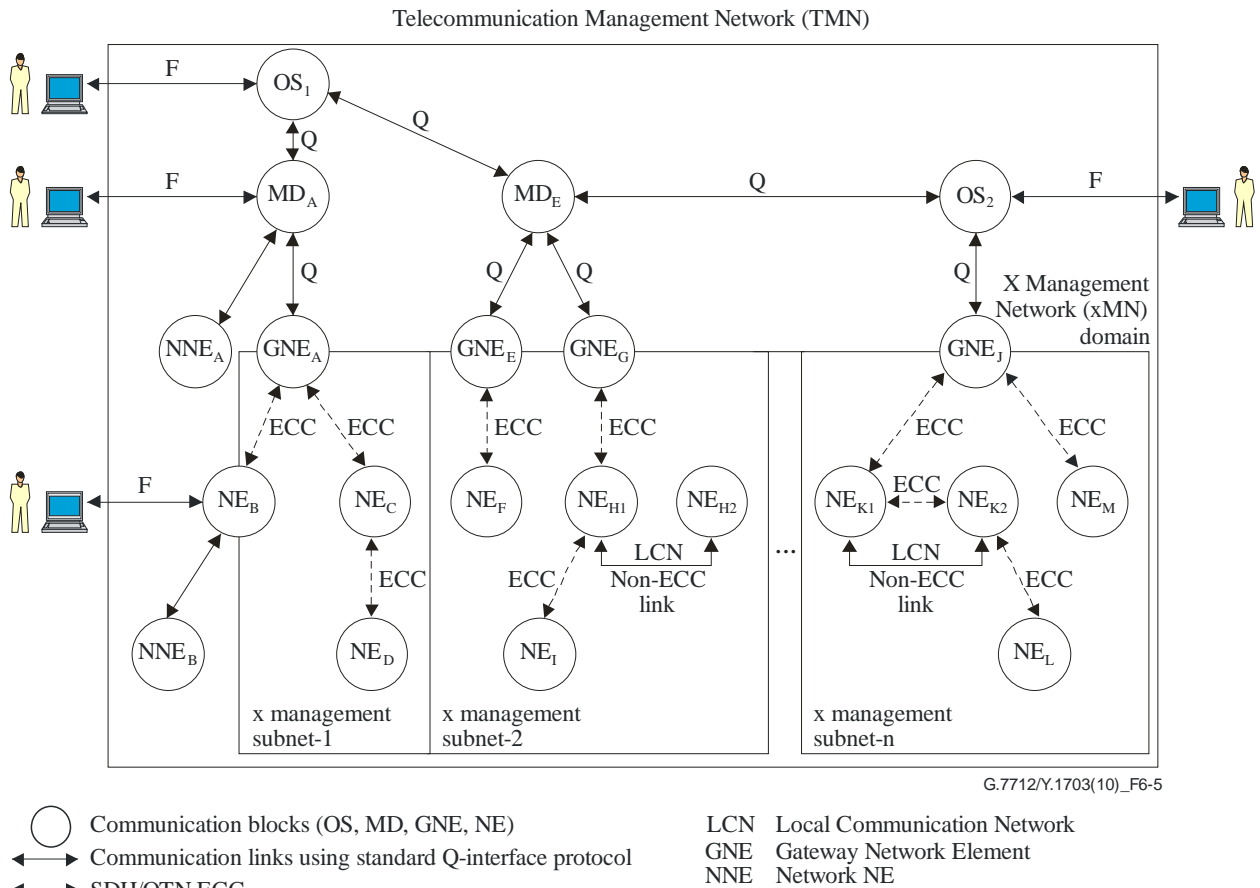 Telecommunication Management Network (TMN)
F
OS1
Q
Q
F
MDA
MDE
Q
OS2
F
Q
Q
Q
Q
X Management
Network (xMN)
domain
NNEA
GNEA
GNEE
GNEG
GNEJ
ECC
ECC
ECC
ECC
ECC
ECC
F
NEB
NEC
NEF
NEH1
NEH2
NEK1
ECC
NEK2
NEM
ECC
ECC
LCN
Non-ECC
link
...
LCN
Non-ECC
link
ECC
NNEB
NED
NEI
NEL
x management
subnet-1
x management
subnet-2
x management
subnet-n
G.7712/Y.1703(10)_F6-5
Communication blocks (OS, MD, GNE, NE)
Communication links using standard Q-interface protocol
LCN Local Communication Network
GNE Gateway Network Element
NNE Network NE